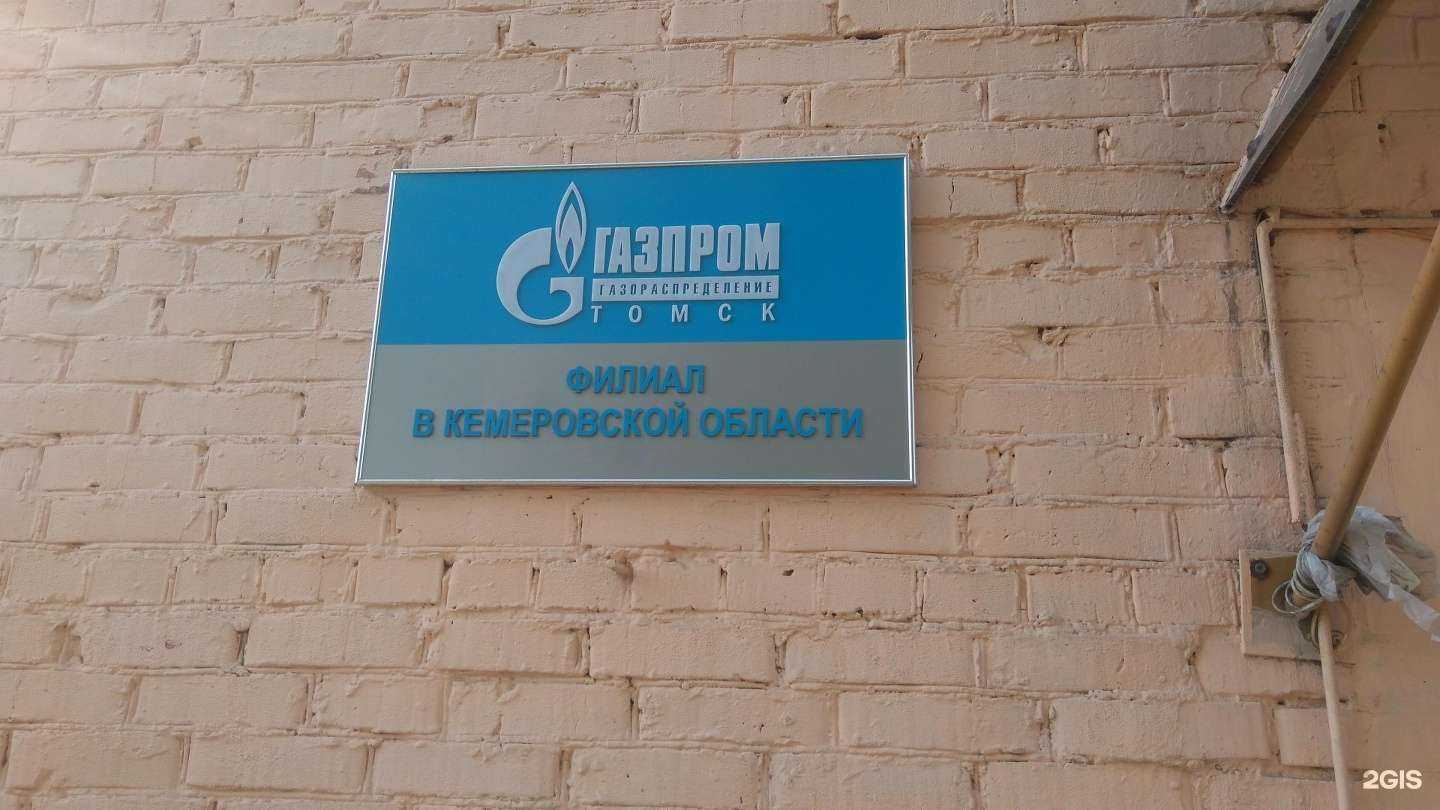 ГАЗПРОМ
ГАЗОРАСПРЕДЕЛЕНИЕ
ТОМСК
ФИЛИАЛ
В КЕМЕРОВСКОЙ ОБЛАСТИ
2GIS